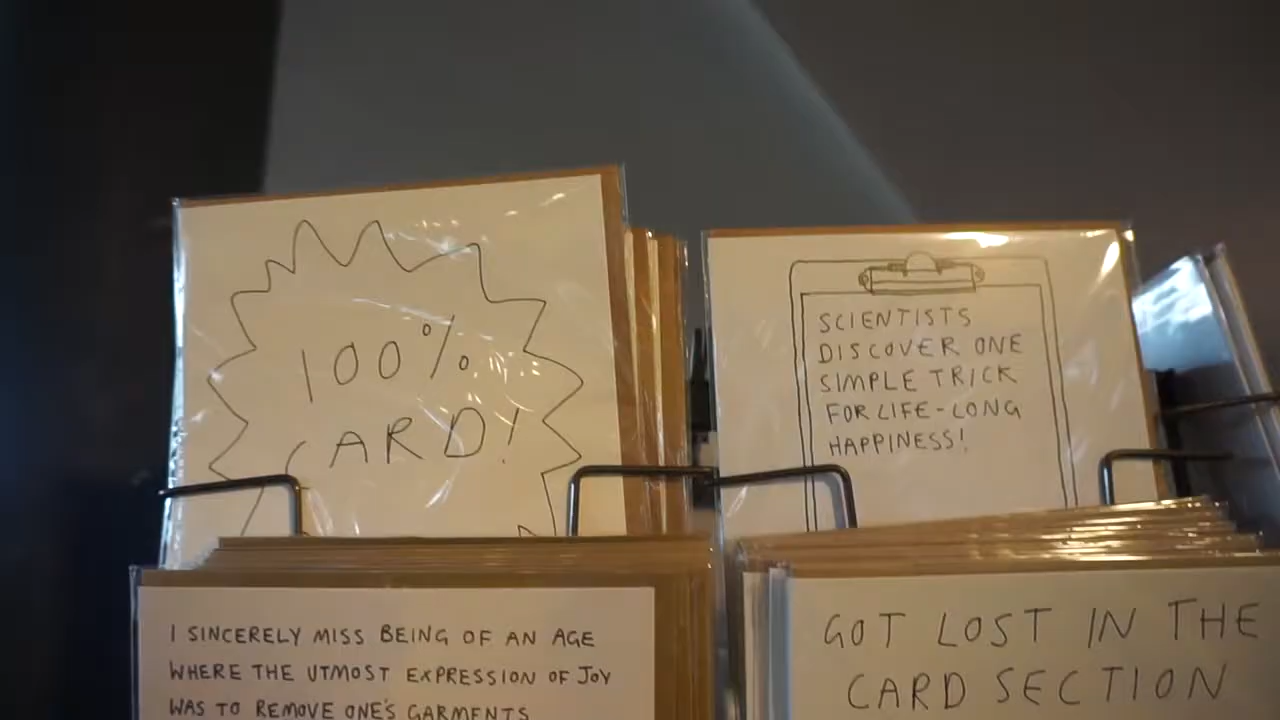 100%
CARD!
SCIENTISTS
DISCOVER ONE
SIMPLE TRICK
FOR LIFE-LONG
HAPPINESS!
I SINCERELY MISS BEING OF AN AGE
WHERE THE UTMOST EXPRESSION OF JOY
WAS TO REMOVE ONE'S GARMENTS
GOT LOST IN THE
CARD SECTION